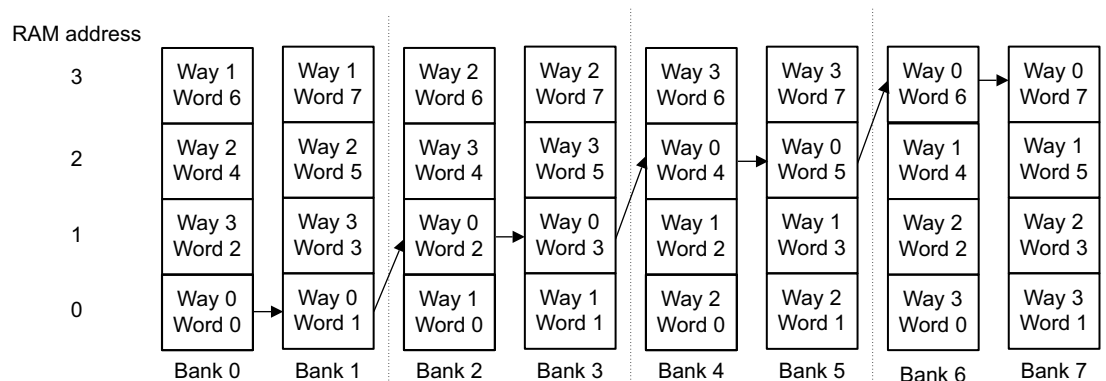 RAM address
3
Way 1 Way 1 Way 2 Way 2 Way 3 Way 3 Way 0 Way 0
Word 6 Word 7 Word 6 Word 7 Word 6 Word 7 Word 6 Word 7
2
Way 2 Way 2 Way 3 Way 3 Way 0 Way 0 Way 1 Way 1
Word 4 Word 5 Word 4 Word 5 Word 4 Word 5 Word 4 Word 5
1
Way 3 Way 3 Way 0 Way 0 Way 1 Way 1 Way 2 Way 2
Word 2 Word 3 Word 2 Word 3 Word 2 Word 3 Word 2 Word 3
0
Way 0 Way 0 Way 1 Way 1 Way 2 Way 2 Way 3 Way 3
Word 0 Word 1 Word 0 Word 1 Word 0 Word 1 Word 0 Word 1
Bank 0 Bank 1 Bank 2 Bank 3 Bank 4 Bank 5 Bank 6 Bank 7